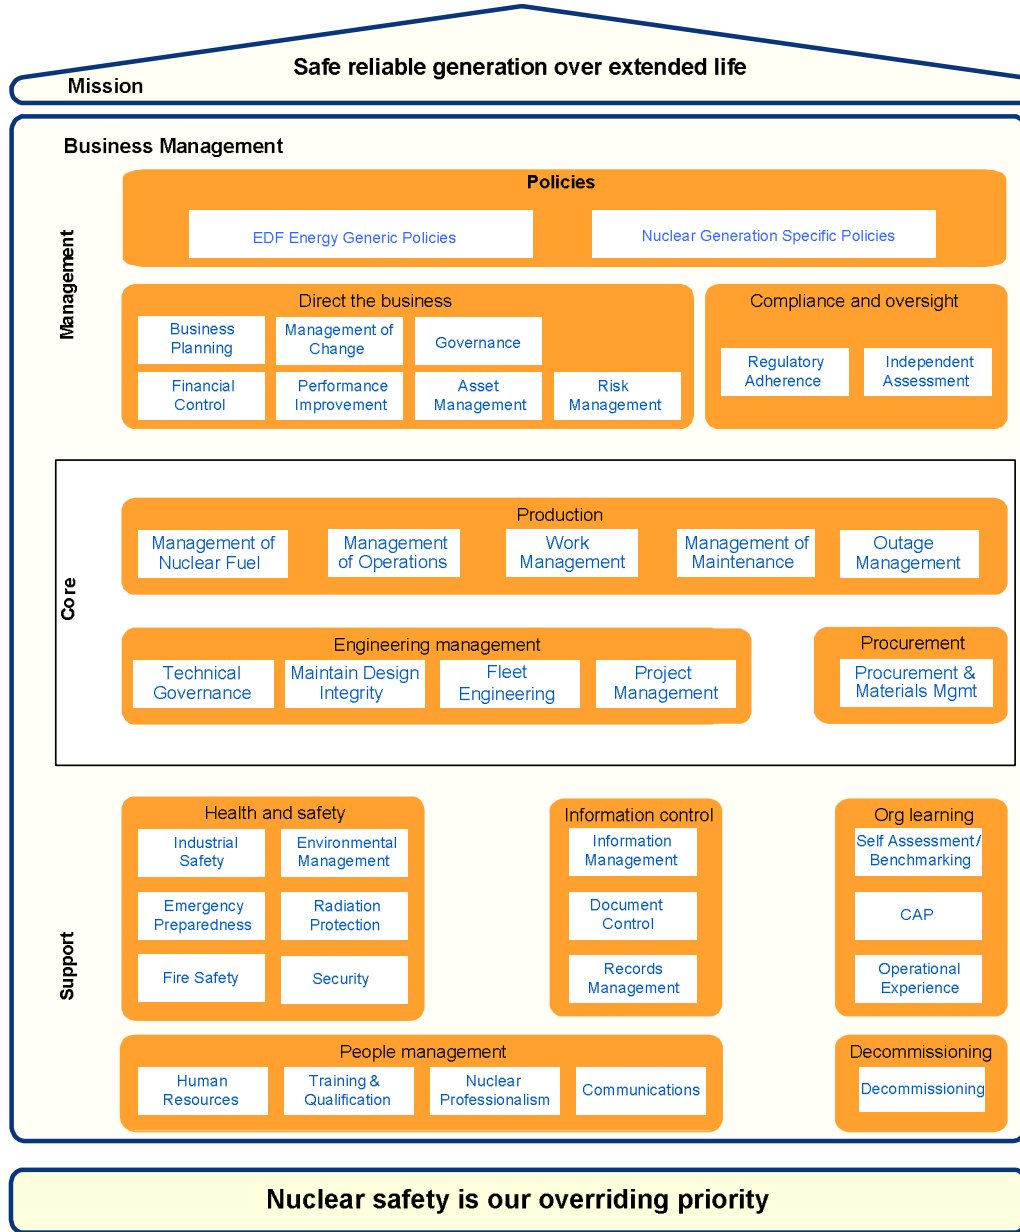 Safe reliable generation over extended life
Mission
Business Management
Management
Policies
EDF Energy Generic Policies
Nuclear Generation Specific Policies
Direct the business
Business
Planning
Management of
Change
Governance
Financial
Control
Performance
Improvement
Asset
Management
Risk
Management
Compliance and oversight
Regulatory
Adherence
Independent
Assessment
Core
Production
Management of
Nuclear Fuel
Management
of Operations
Work
Management
Management of
Maintenance
Outage
Management
Engineering management
Technical
Governance
Maintain Design
Integrity
Fleet
Engineering
Project
Management
Procurement
Procurement &
Materials Mgmt
Support
Health and safety
Industrial
Safety
Environmental
Management
Emergency
Preparedness
Radiation
Protection
Fire Safety
Security
Information control
Information
Management
Document
Control
Records
Management
Org learning
Self Assessment/
Benchmarking
CAP
Operational
Experience
People management
Human
Resources
Training &
Qualification
Nuclear
Professionalism
Communications
Decommissioning
Decommissioning
Nuclear safety is our overriding priority